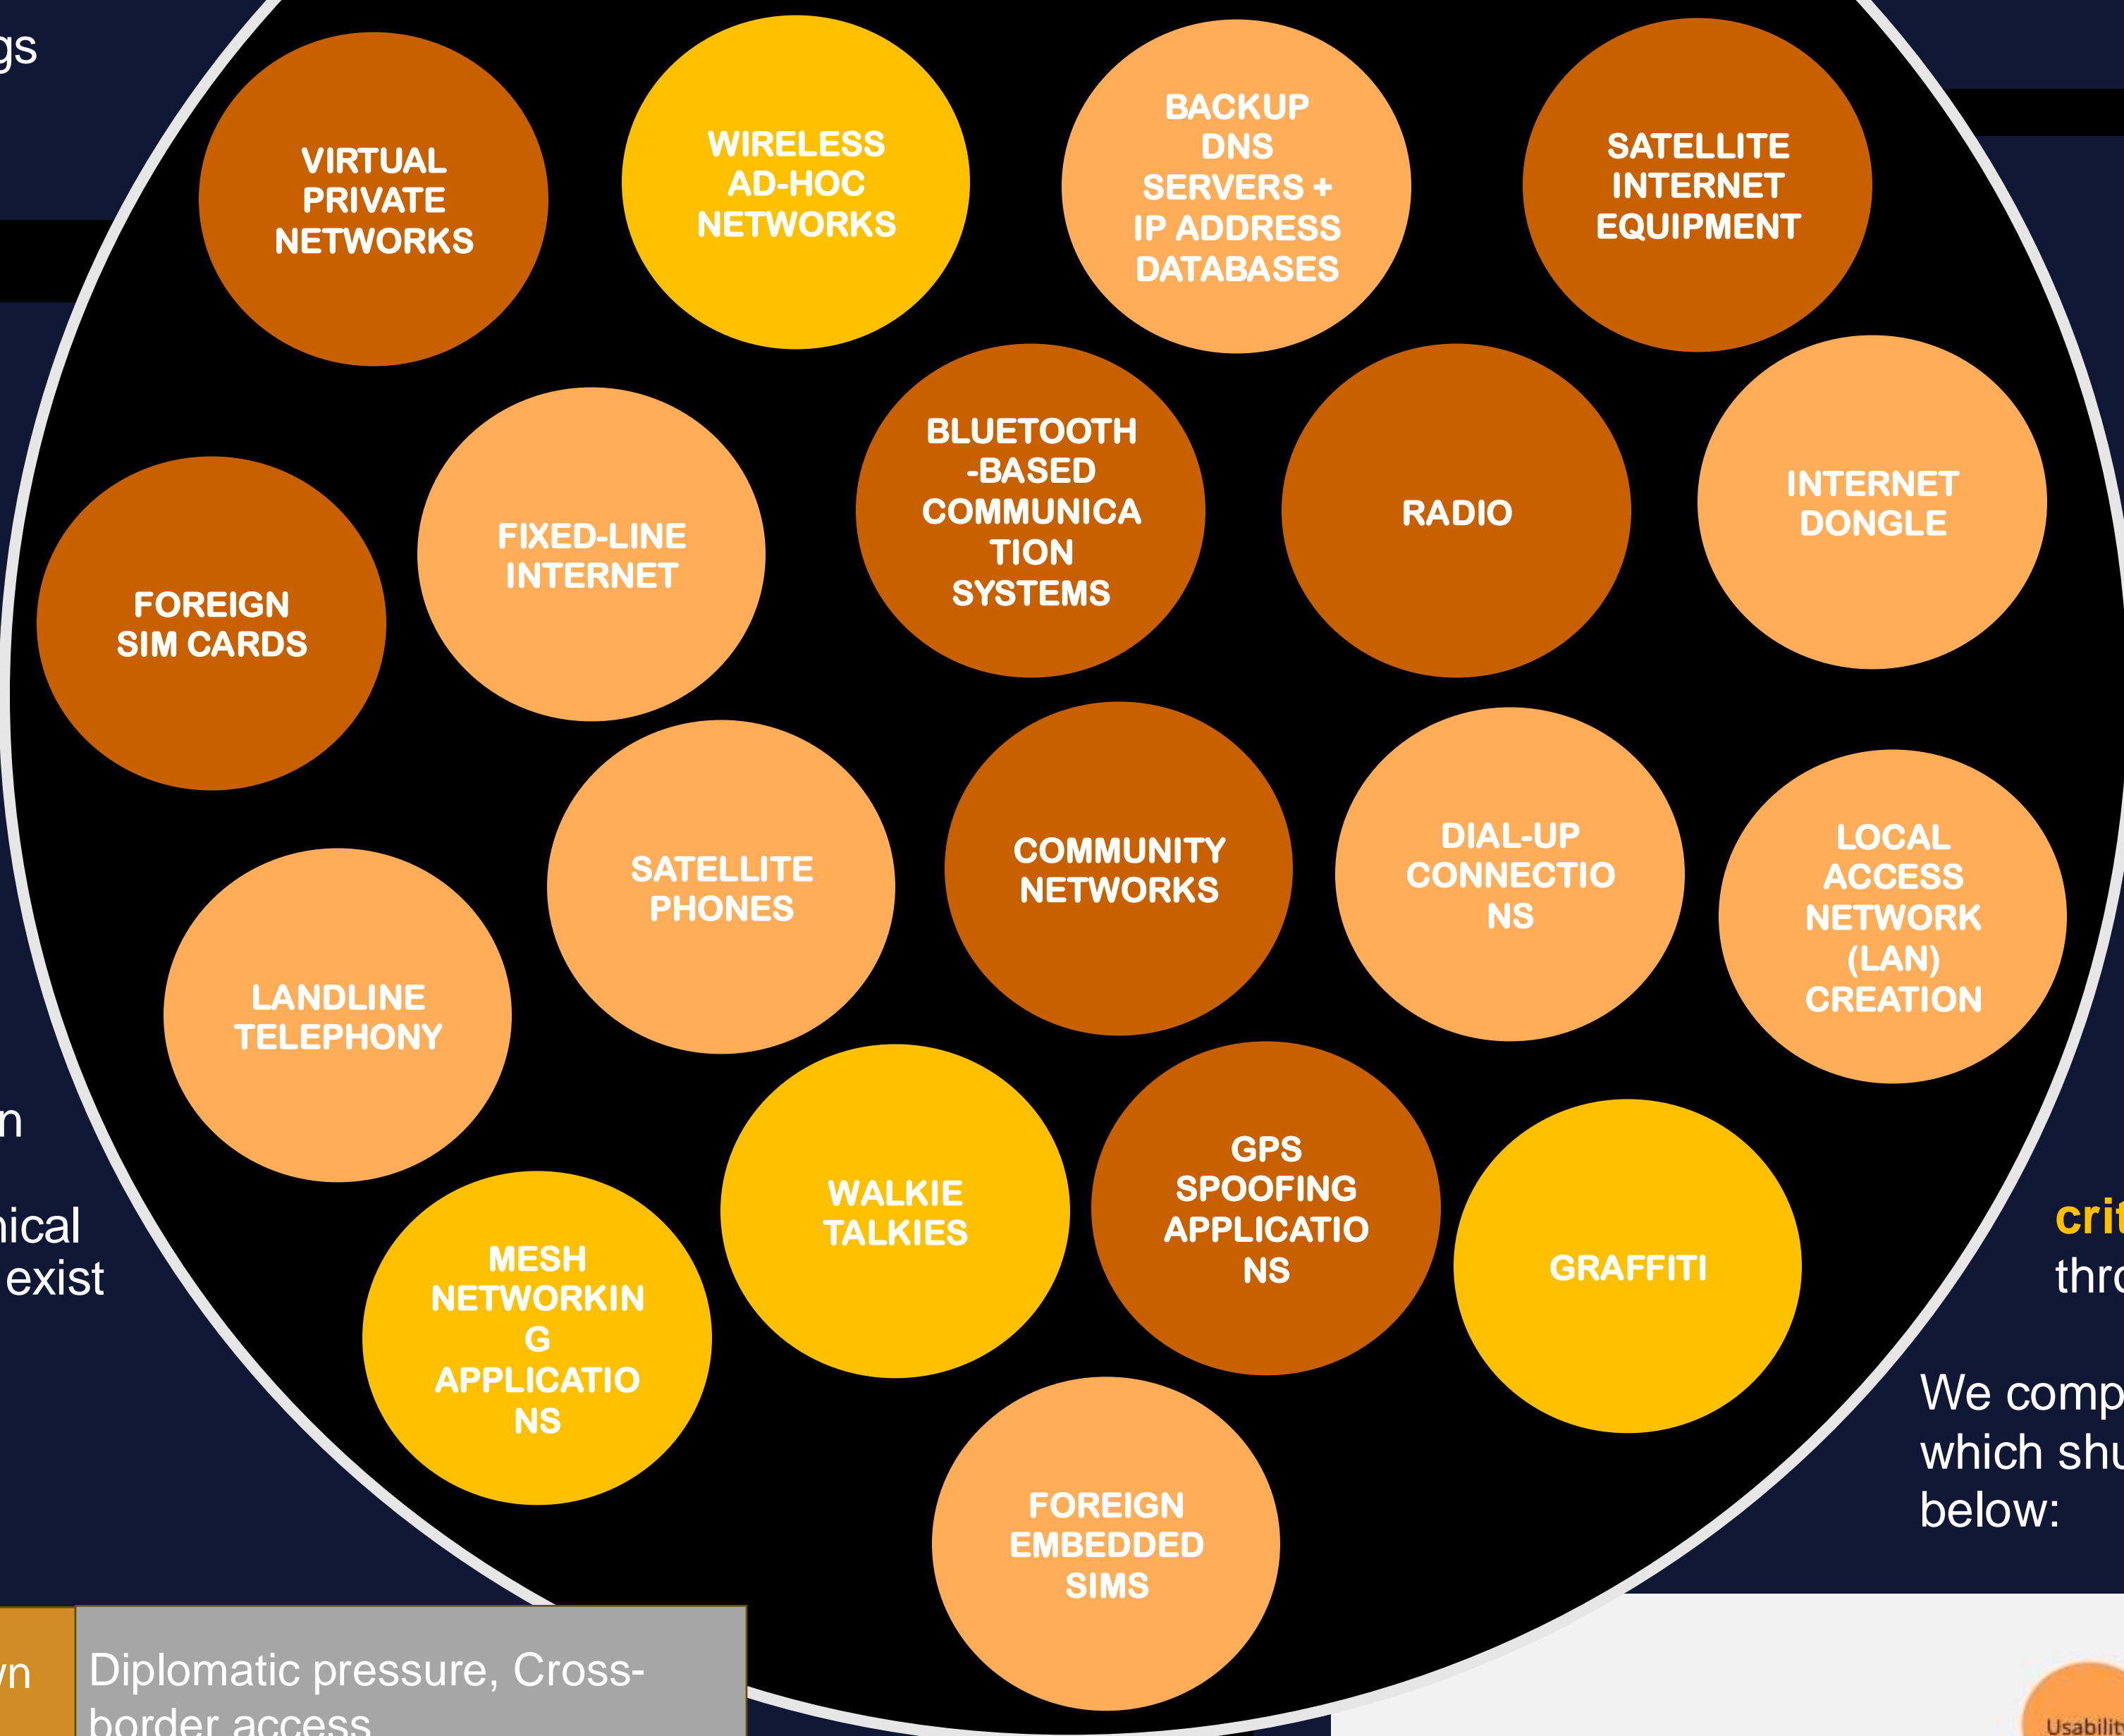 gs
VIRTUAL
PRIVATE
NETWORKS
WIRELESS
AD-HOC
NETWORKS
BACKUP
DNS
SERVERS +
IP ADDRESS
DATABASES
SATELLITE
INTERNET
EQUIPMENT
FOREIGN
SIM CARDS
FIXED-LINE
INTERNET
BLUETOOTH
-BASED
COMMUNICA
TION
SYSTEMS
RADIO
INTERNET
DONGLE
LANDLINE
TELEPHONY
SATELLITE
PHONES
COMMUNITY
NETWORKS
DIAL-UP
CONNECTIO
NS
LOCAL
ACCESS
NETWORK
(LAN)
CREATION
MESH
NETWORKIN
G
APPLICATIO
NS
WALKIE
TALKIES
GPS
SPOOFING
APPLICATIO
NS
GRAFFITI
FOREIGN
EMBEDDED
SIMS
n
ical
exist
crit
thro
We comp
which shu
below:
n
Diplomatic pressure, Cross-
border access
Usabilit